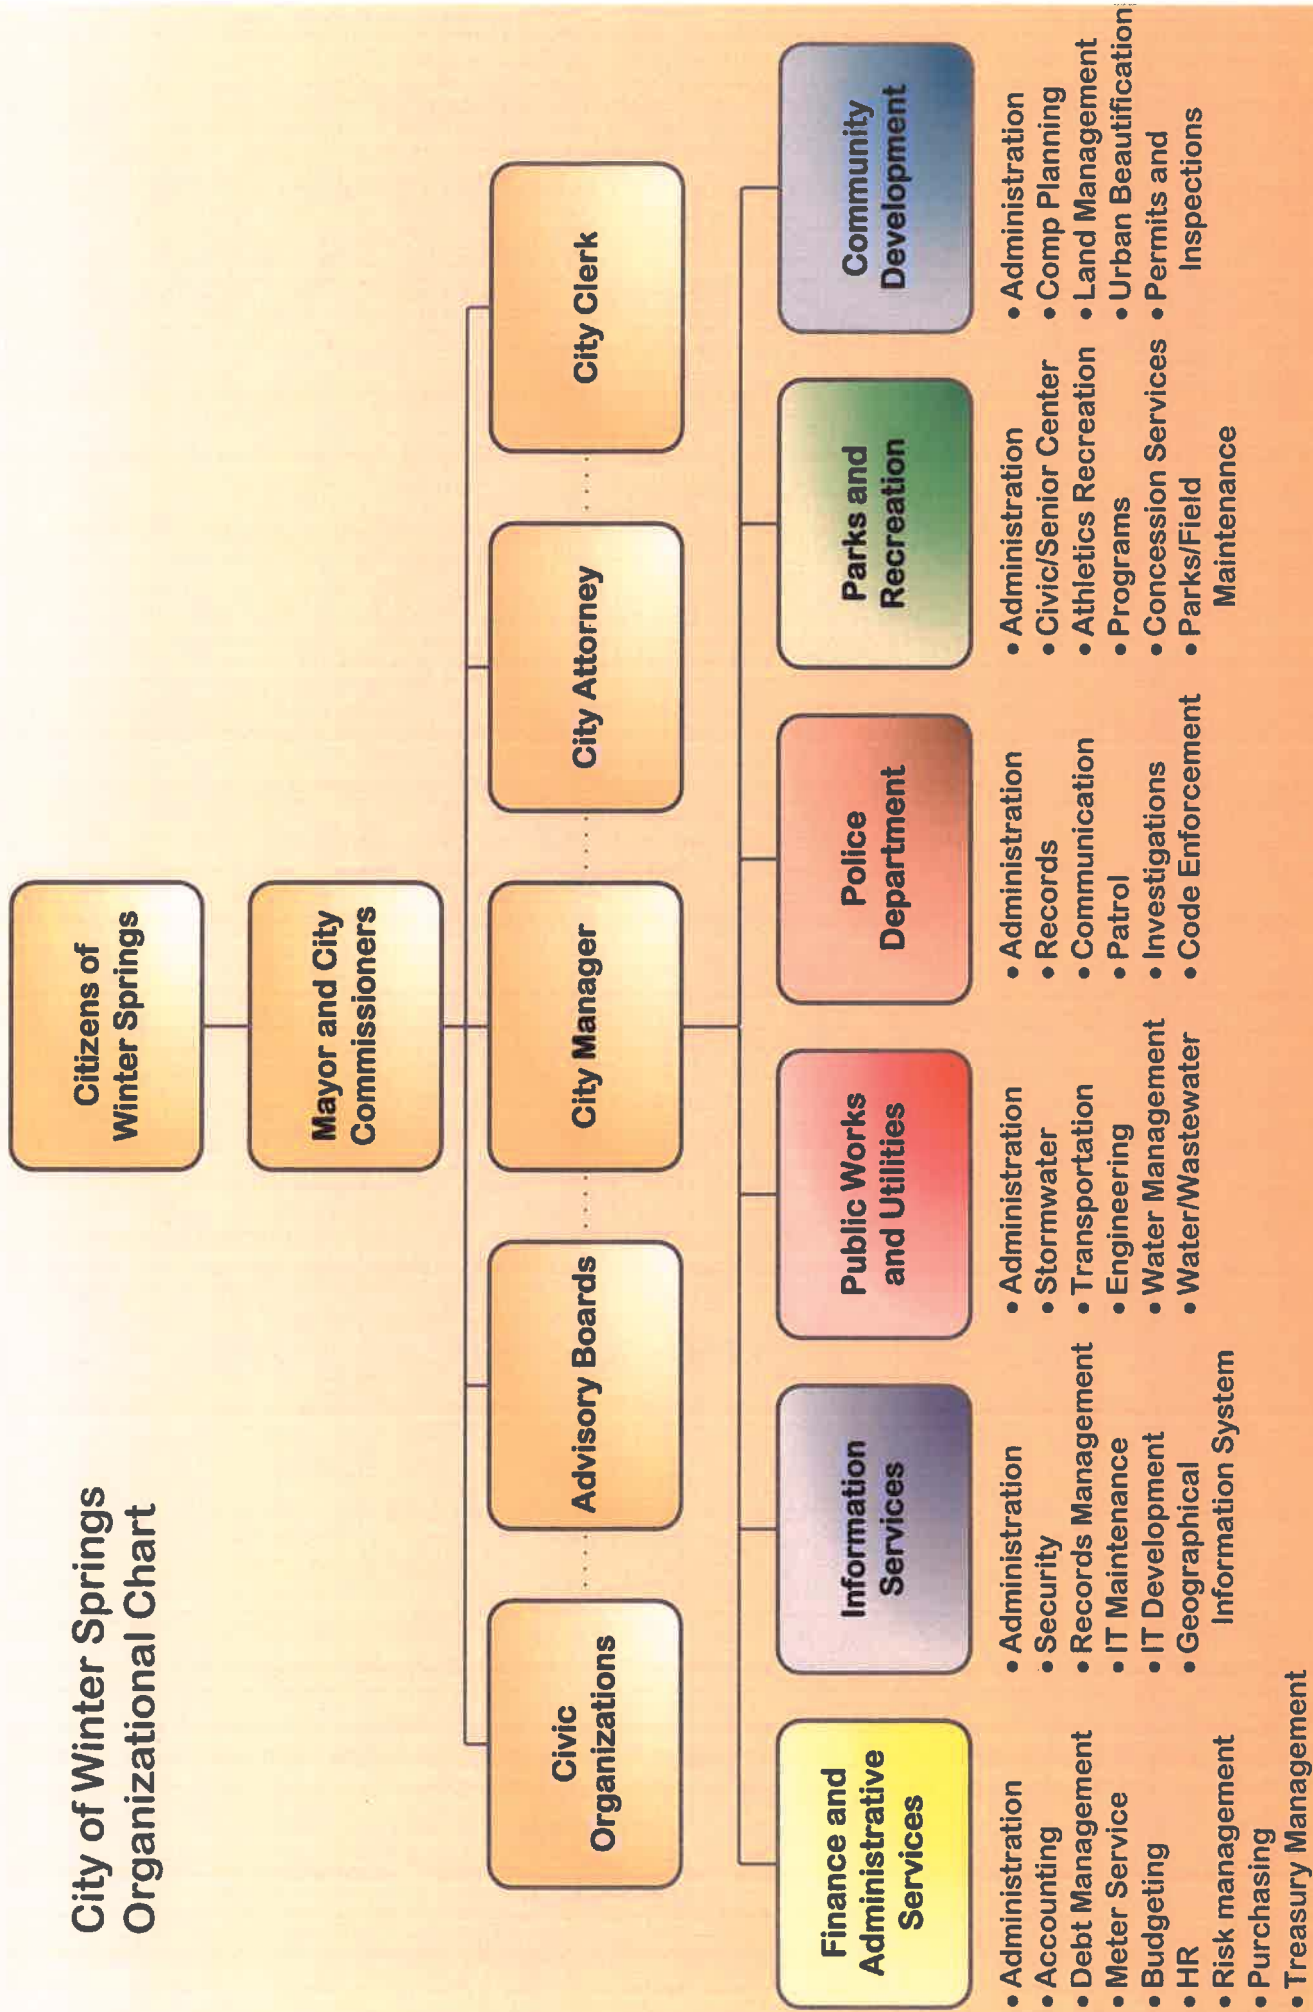 City of Winter Springs
Organizational Chart
Citizens of
Winter Springs
Mayor and City
Commissioners
Civic
Organizations
Advisory Boards
City Manager
City Attorney
City Clerk
Finance and
Administrative
Services
• Administration
• Accounting
• Debt Management
• Meter Service
• Budgeting
• HR
• Risk management
• Purchasing
• Treasury Management
Information
Services
• Administration
• Security
• Records Management
• IT Maintenance
• IT Development
• Geographical
Information System
Public Works
and Utilities
• Administration
• Stormwater
• Transportation
• Engineering
• Water Management
• Water/Wastewater
Police
Department
• Administration
• Records
• Communication
• Patrol
• Investigations
• Code Enforcement
Parks and
Recreation
• Administration
• Civic/Senior Center
• Athletics Recreation
• Programs
• Concession Services
• Parks/Field
Maintenance
Community
Development
• Administration
• Comp Planning
• Land Management
• Urban Beautification
• Permits and
Inspections